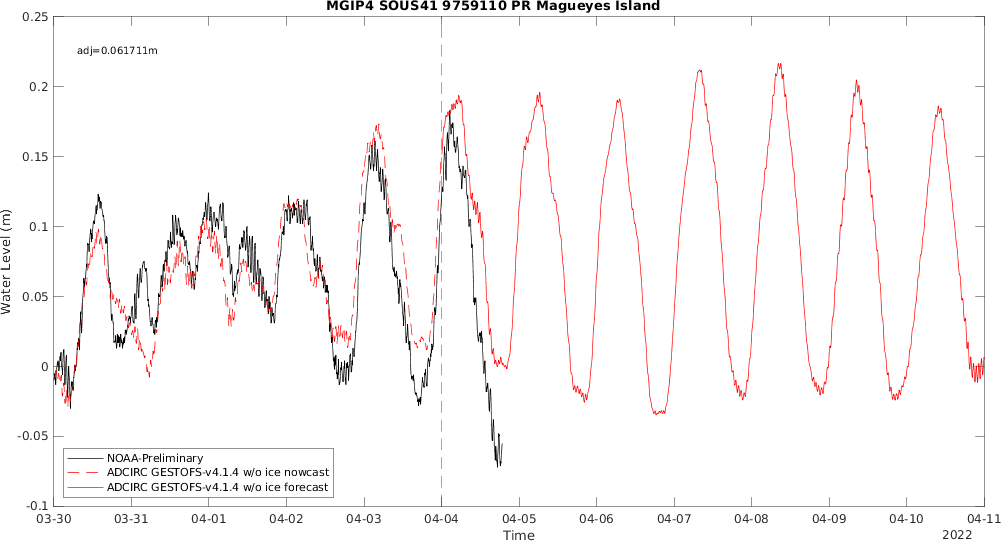 MGIP4 SOUS41 9759110 PR Magueyes Island
adj=0.061711m
Water Level (m)
0.25
0.2
0.15
0.1
0.05
0
-0.05
-0.1
NOAA-Preliminary
ADCIRC GESTOFS-v4.1.4 w/o ice nowcast
ADCIRC GESTOFS-v4.1.4 w/o ice forecast
03-30 03-31 04-01 04-02 04-03 04-04 04-05 04-06 04-07 04-08 04-09 04-10 04-11
Time
2022